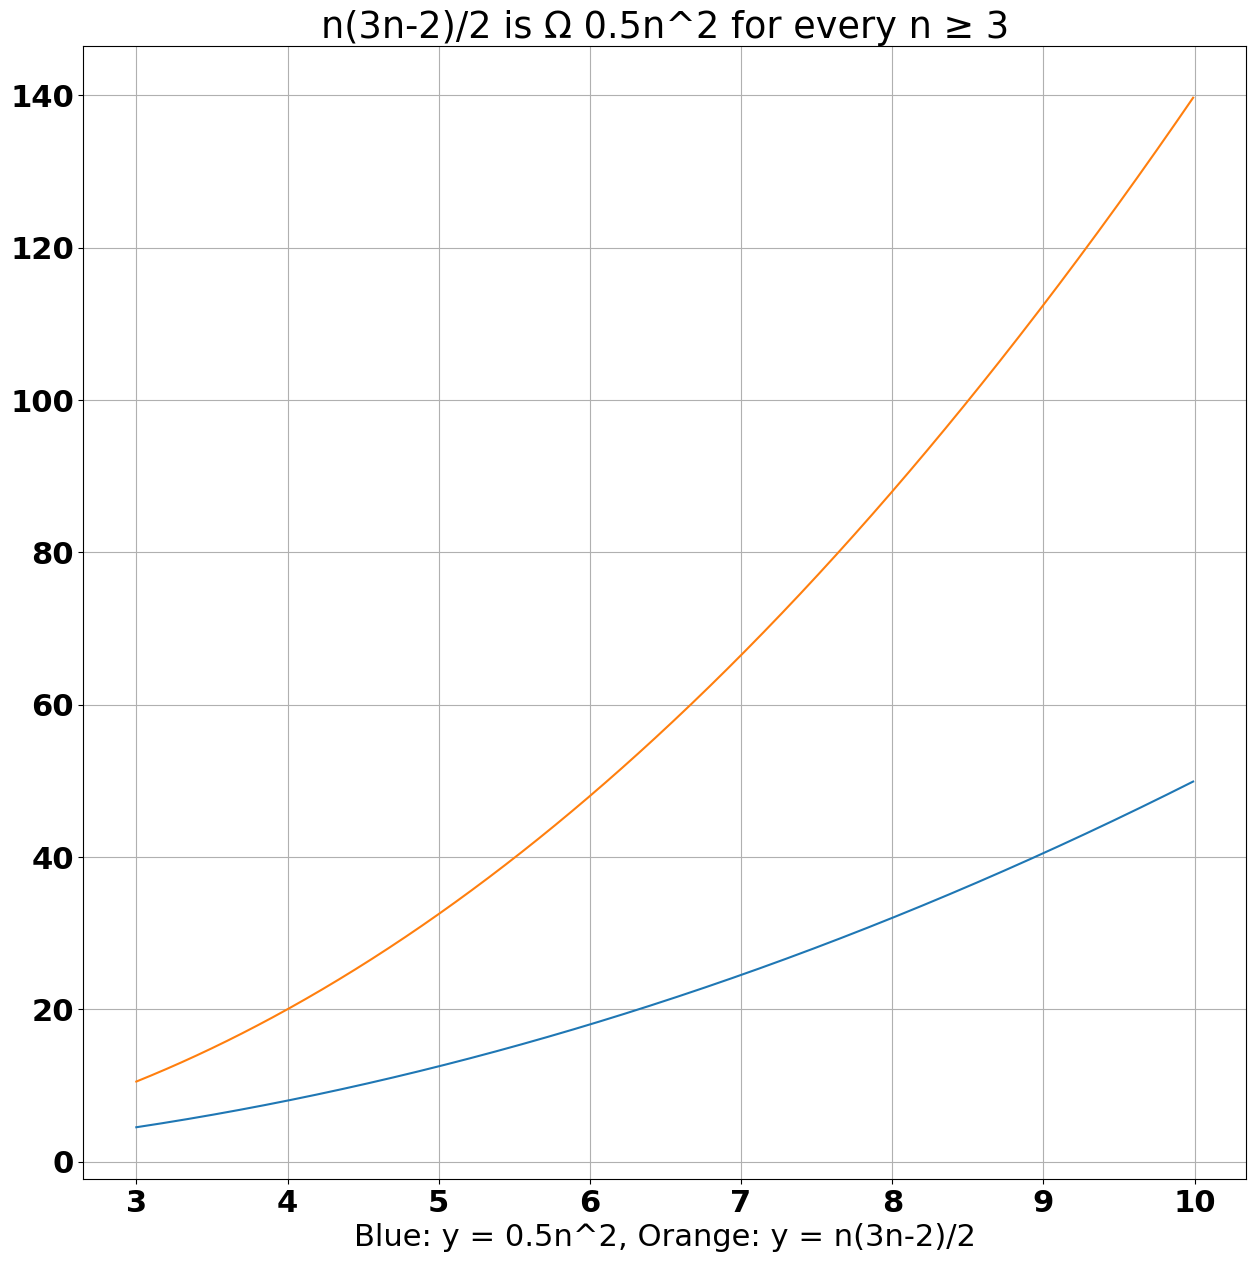 n(3n-2)/2 is Ω 0.5n^2 for every n ≥ 3
140
120
100
80
60
40
20
0
3 4 5 6 7 8 9 10
Blue: y = 0.5n^2, Orange: y = n(3n-2)/2